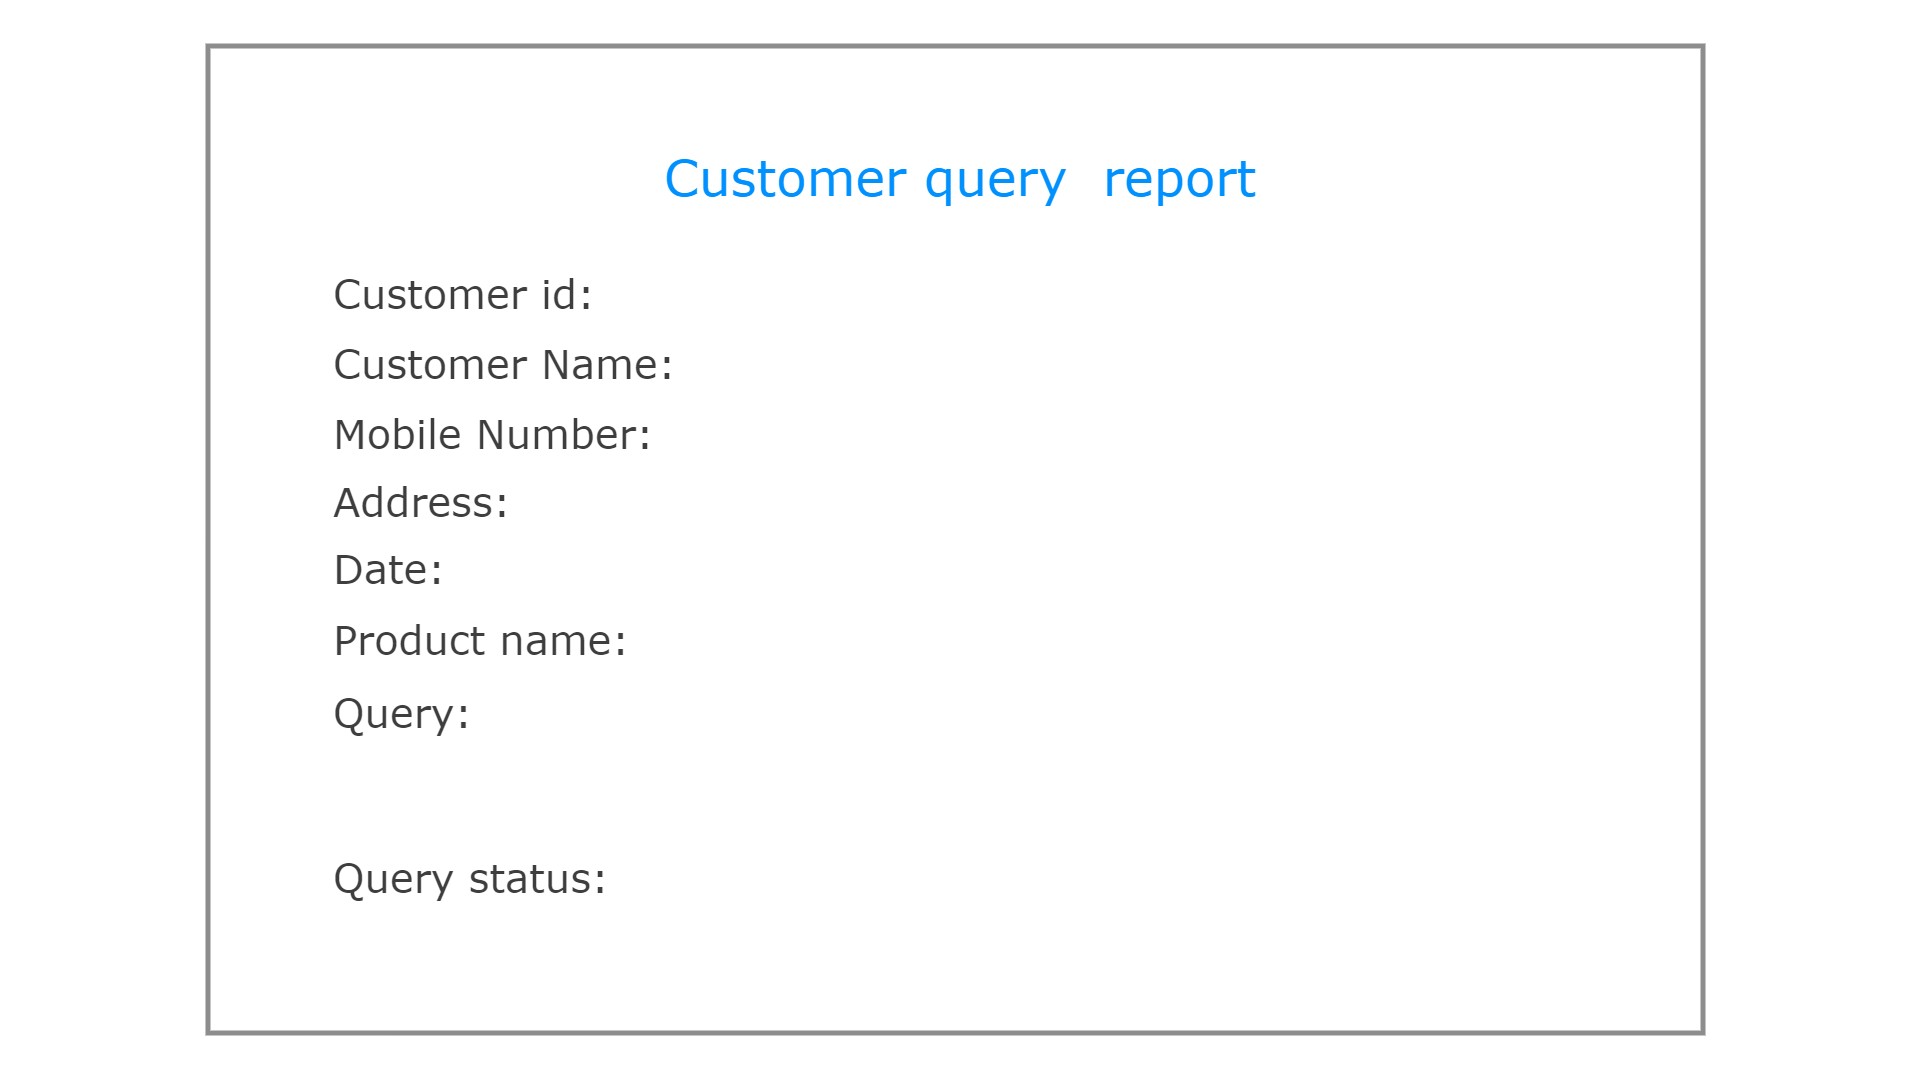 Customer query  report
Customer id:
Customer Name:
Mobile Number:
Address:
Date:
Product name:
Query:
Query status: